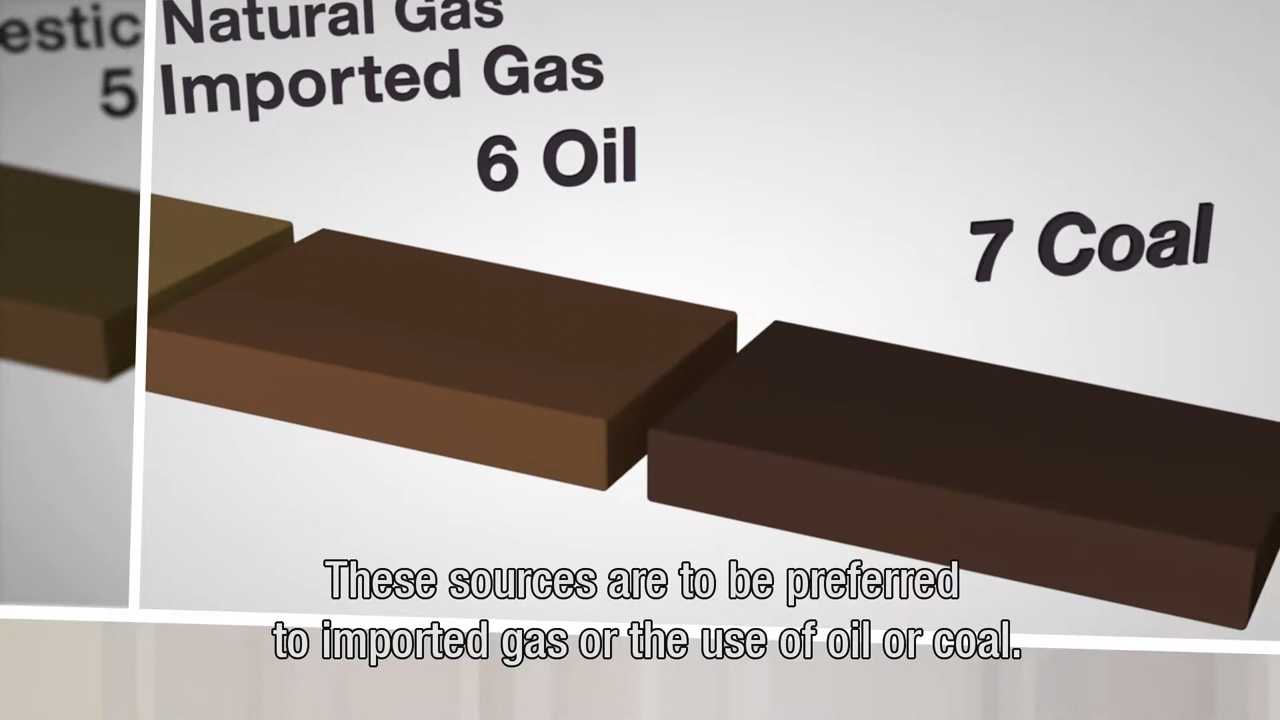 estic Natural Gas
5 Imported Gas
6 Oil
7 Coal
These sources are to be preferred
to imported gas or the use of oil or coal.